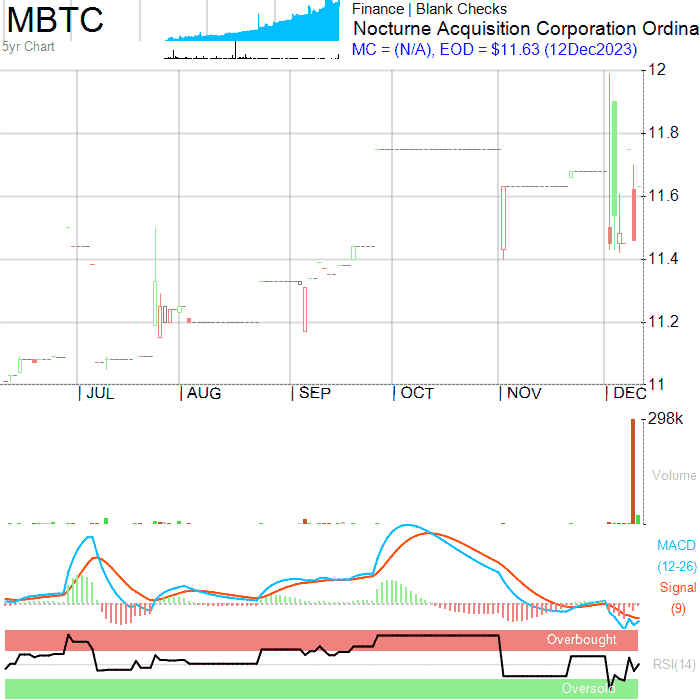 MBTC
5yr Chart
Finance | Blank Checks
Nocturne Acquisition Corporation Ordina
MC = (N/A), EOD = $11.63 (12Dec2023)
12
11.8
11.6
11.4
11.2
11
| JUL | AUG | SEP | OCT | NOV | DEC
298k
Volume
MACD
(12-26)
Signal
(9)
Overbought
RSI(14)
Oversold